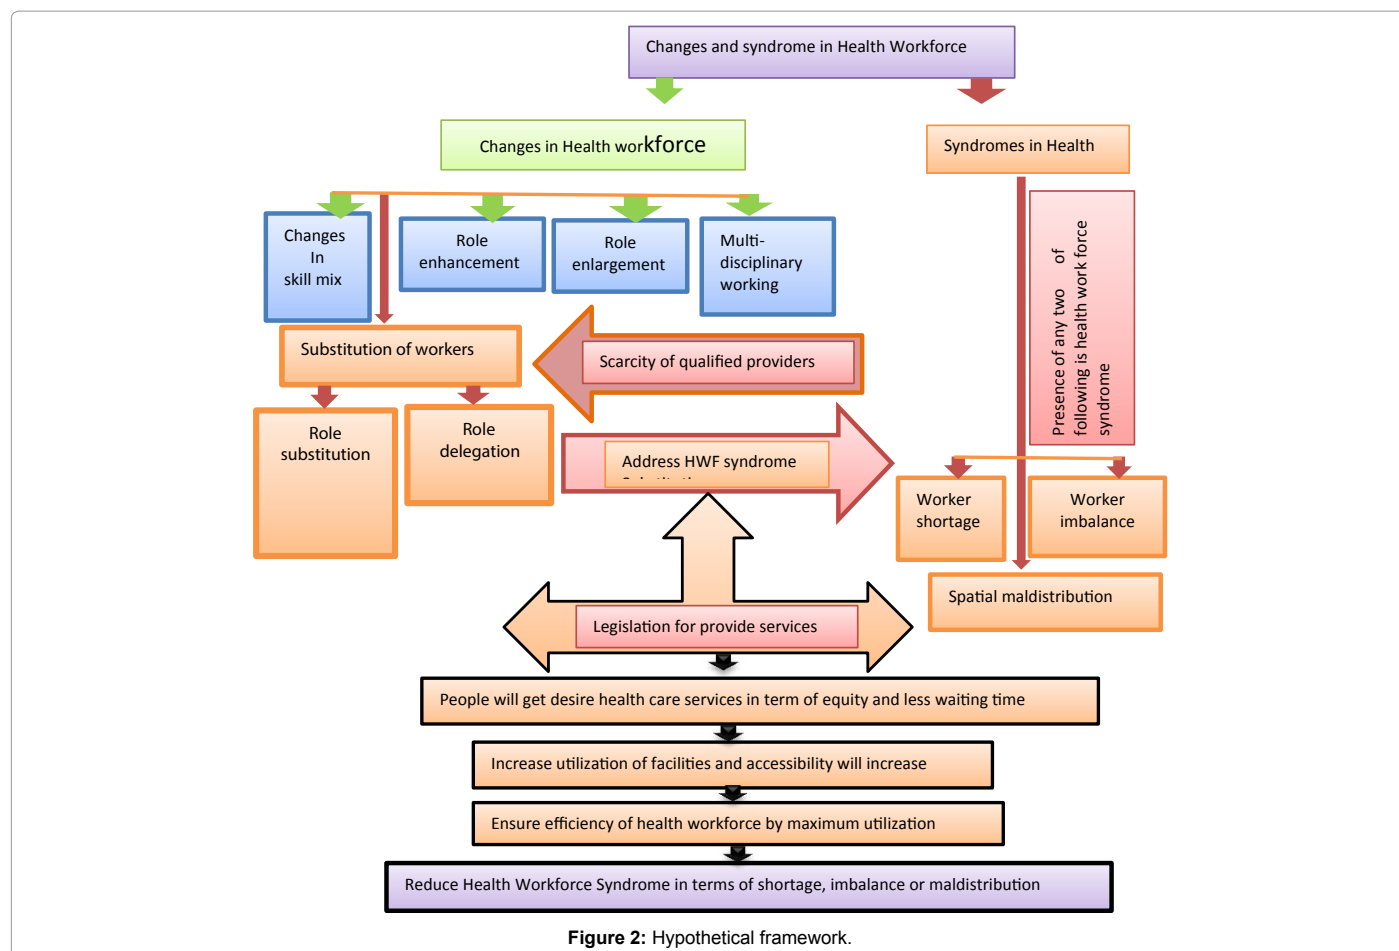 Changes and syndrome in Health Workforce
Changes in Health workforce
Syndromes in Health
Changes
In
skill mix
Role
enhancement
Role
enlargement
Multi-
disciplinary
working
Presence of any two of
following is health work force
syndrome
Substitution of workers
Scarcity of qualified providers
Role
substitution
Role
delegation
Address HWF syndrome
Worker
shortage
Worker
imbalance
Spatial maldistribution
Legislation for provide services
People will get desire health care services in term of equity and less waiting time
Increase utilization of facilities and accessibility will increase
Ensure efficiency of health workforce by maximum utilization
Reduce Health Workforce Syndrome in terms of shortage, imbalance or maldistribution
Figure 2: Hypothetical framework.